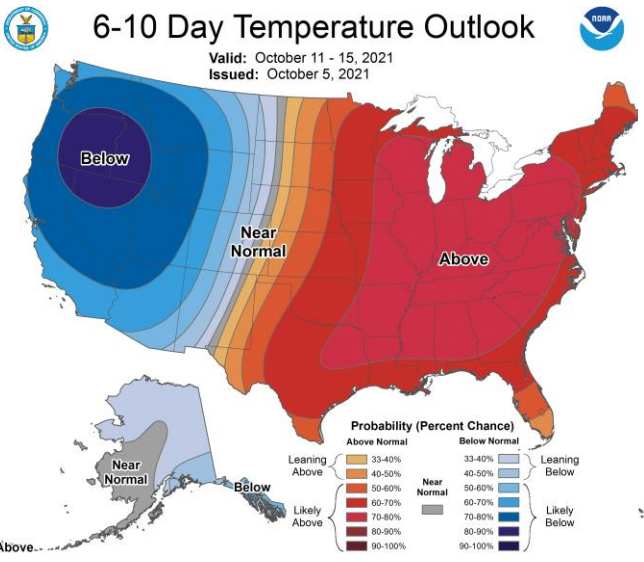 6-10 Day Temperature Outlook
NOAA
Valid: October 11 - 15, 2021
Issued: October 5, 2021
Below
Near
Normal
Above
Near
Normal
Below
Above
Probability (Percent Chance)
Above Normal
Below Normal
Leaning
Above
33-40%
40-50%
Likely
Above
50-60%
60-70%
70-80%
80-90%
90-100%
Near
Normal
33-40%
40-50%
Leaning
Below
50-60%
60-70%
70-80%
80-90%
90-100%
Likely
Below